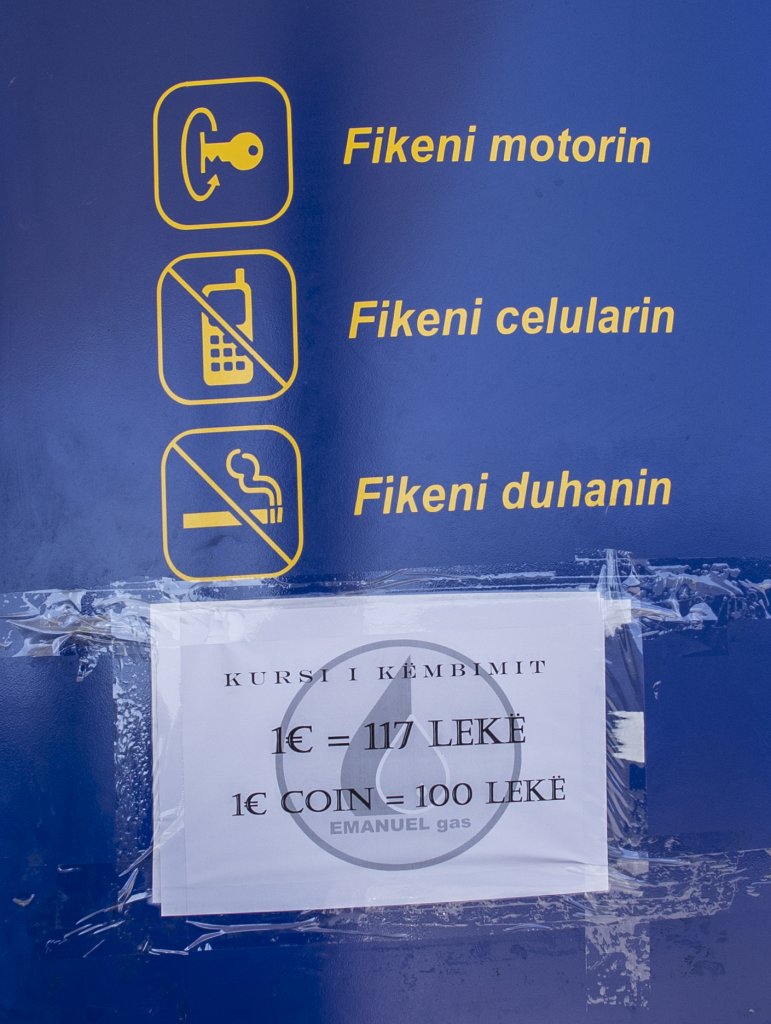 Fikeni motorin
Fikeni celularin
Fikeni duhanin
KURSI I KËMBIMIT
1€ = 117 LEKË
1€ COIN = 100 LEKË
EMANUEL gas